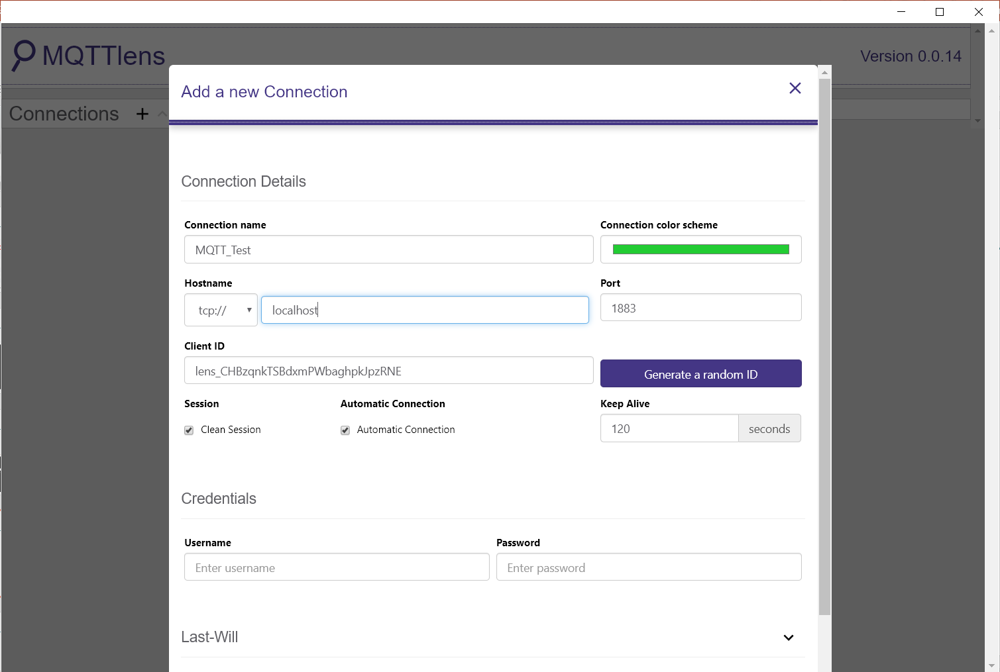 MQTTlens
Version 0.0.14
Connections
Add a new Connection
Connection Details
Connection name
Connection color scheme
MQTT_Test
Hostname
Port
tcp://
localhost
1883
Client ID
lens_CHBzqnkTSBdxmPWbaghpkJpzRNE
Generate a random ID
Session
Automatic Connection
Keep Alive
Clean Session
Automatic Connection
120
seconds
Credentials
Username
Password
Enter username
Enter password
Last-Will